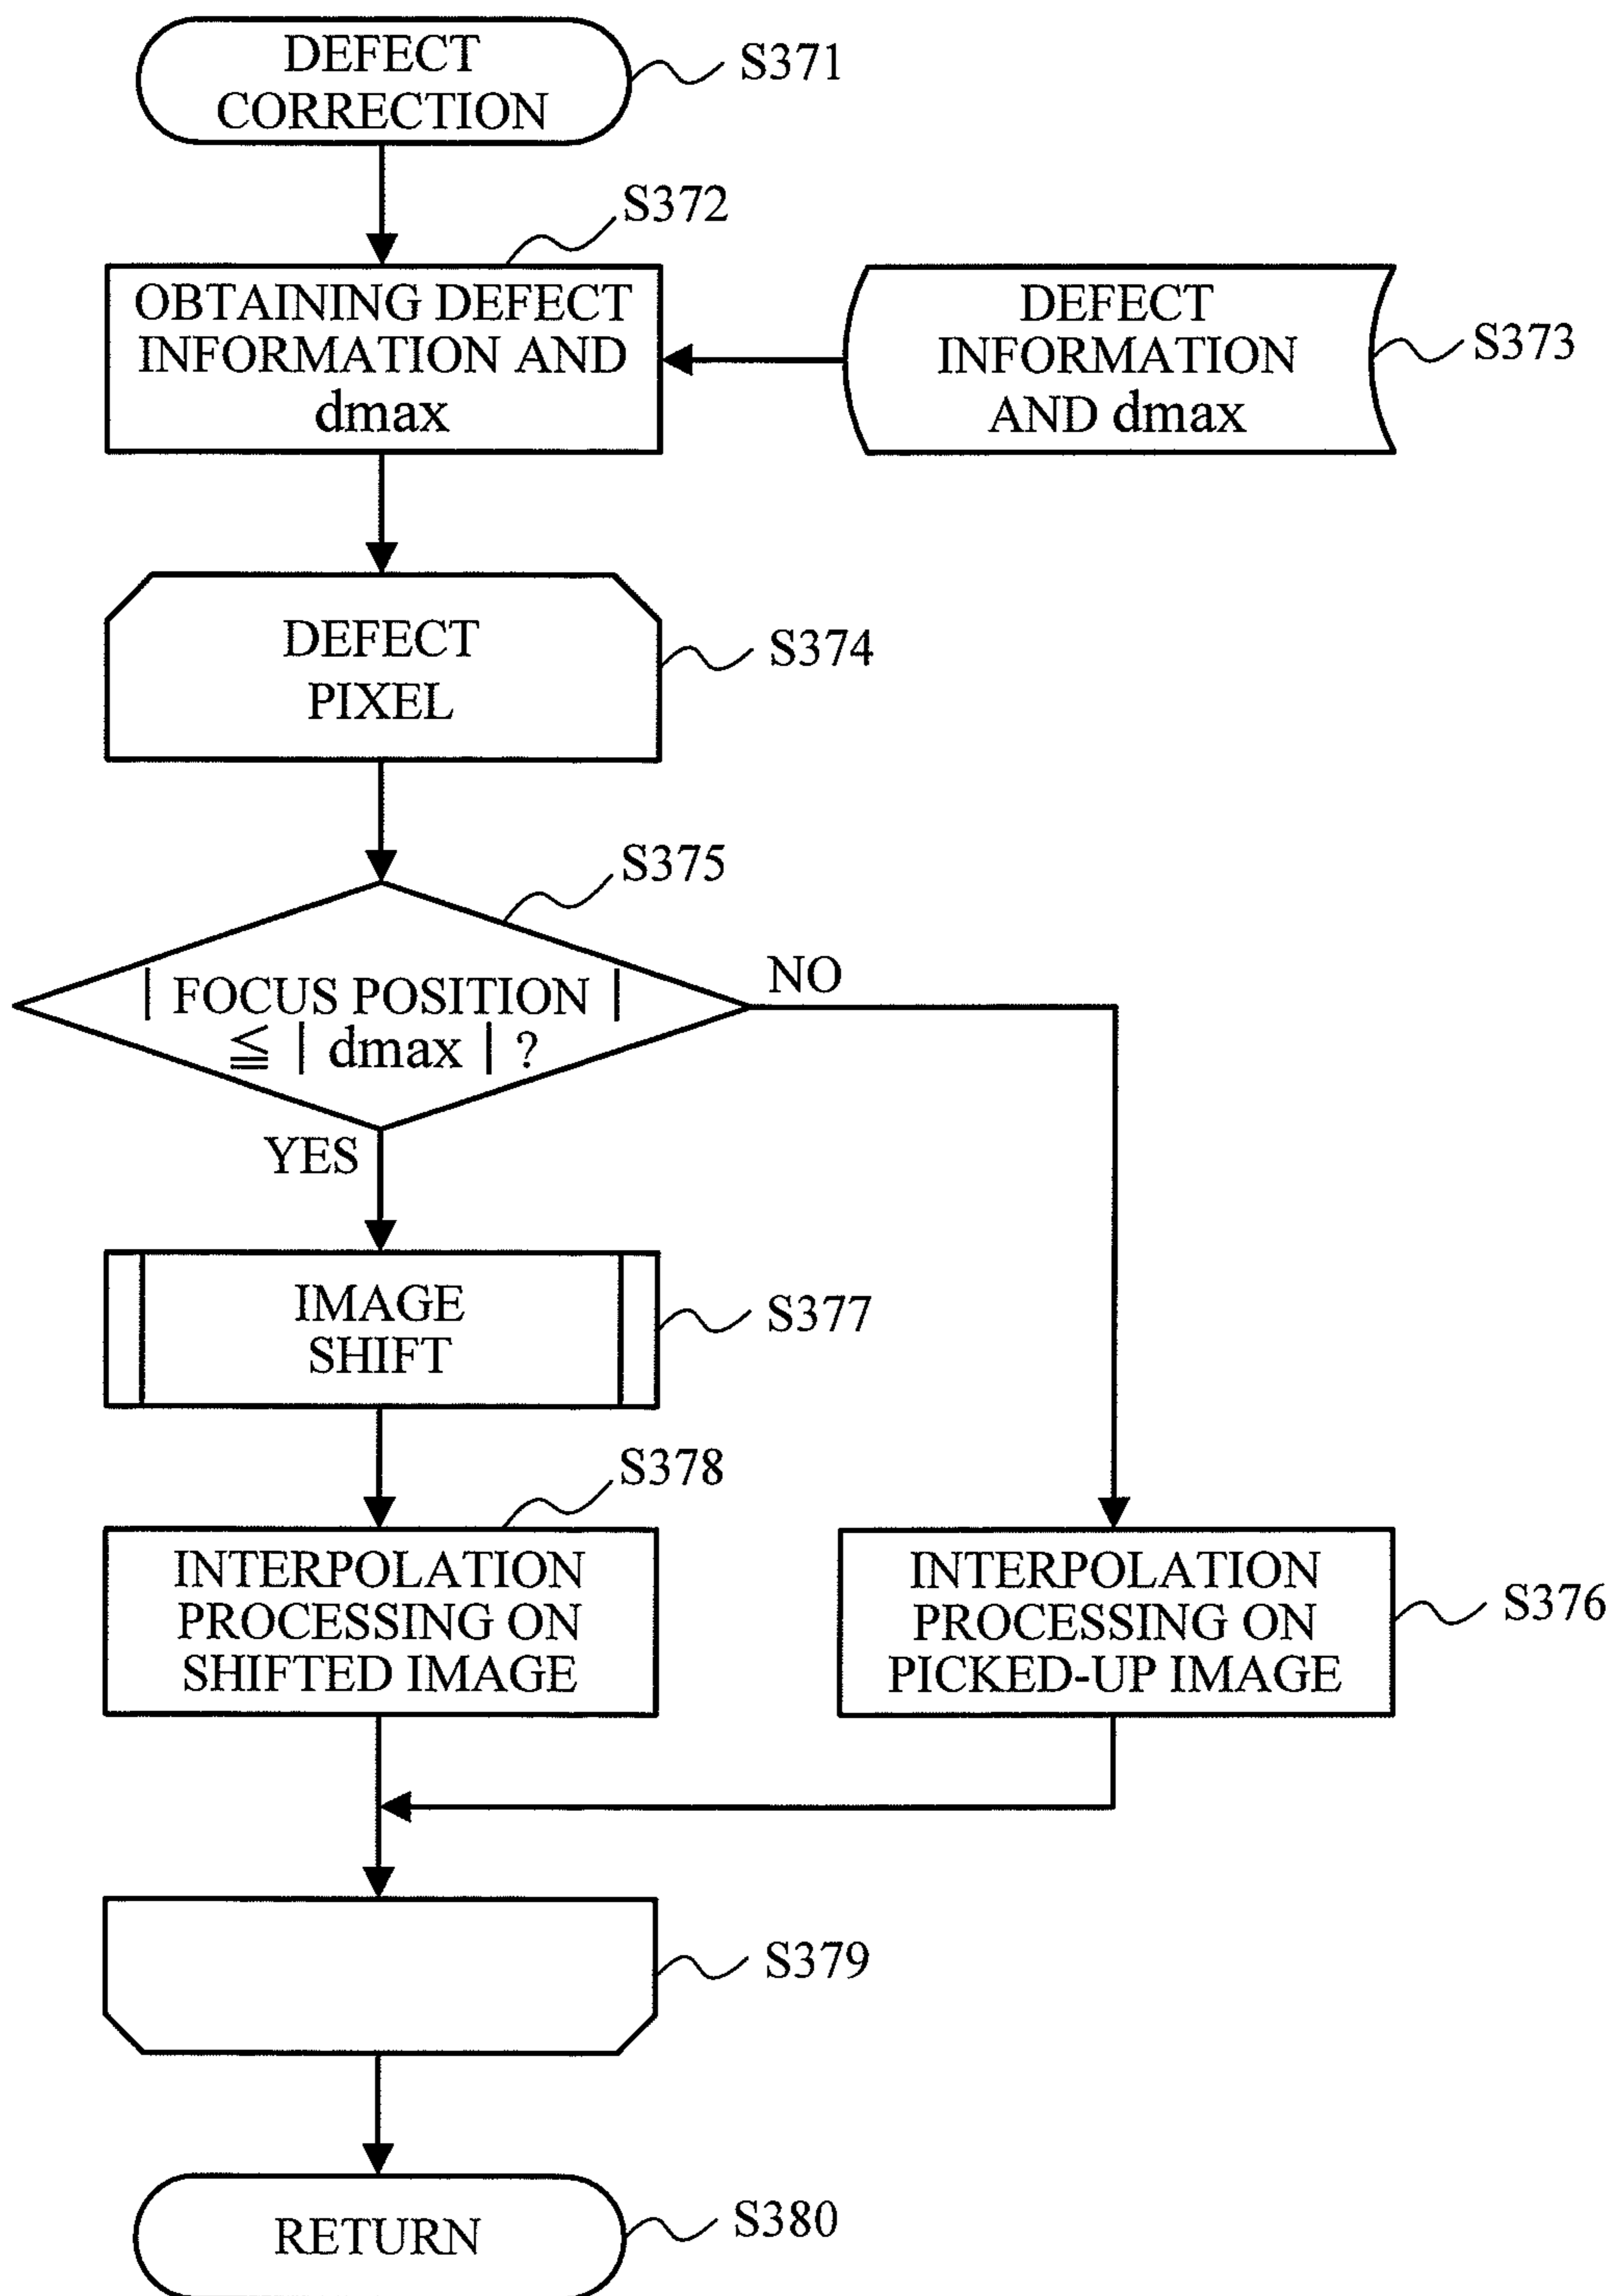 DEFECT
CORRECTION
S371
S372
OBTAINING DEFECT
INFORMATION AND
dmax
DEFECT
INFORMATION
AND dmax
S373
DEFECT
PIXEL
S374
S375
| FOCUS POSITION |
≦ | dmax | ?
NO
YES
IMAGE
SHIFT
S377
S378
INTERPOLATION
PROCESSING ON
SHIFTED IMAGE
INTERPOLATION
PROCESSING ON
PICKED-UP IMAGE
S376
S379
RETURN
S380